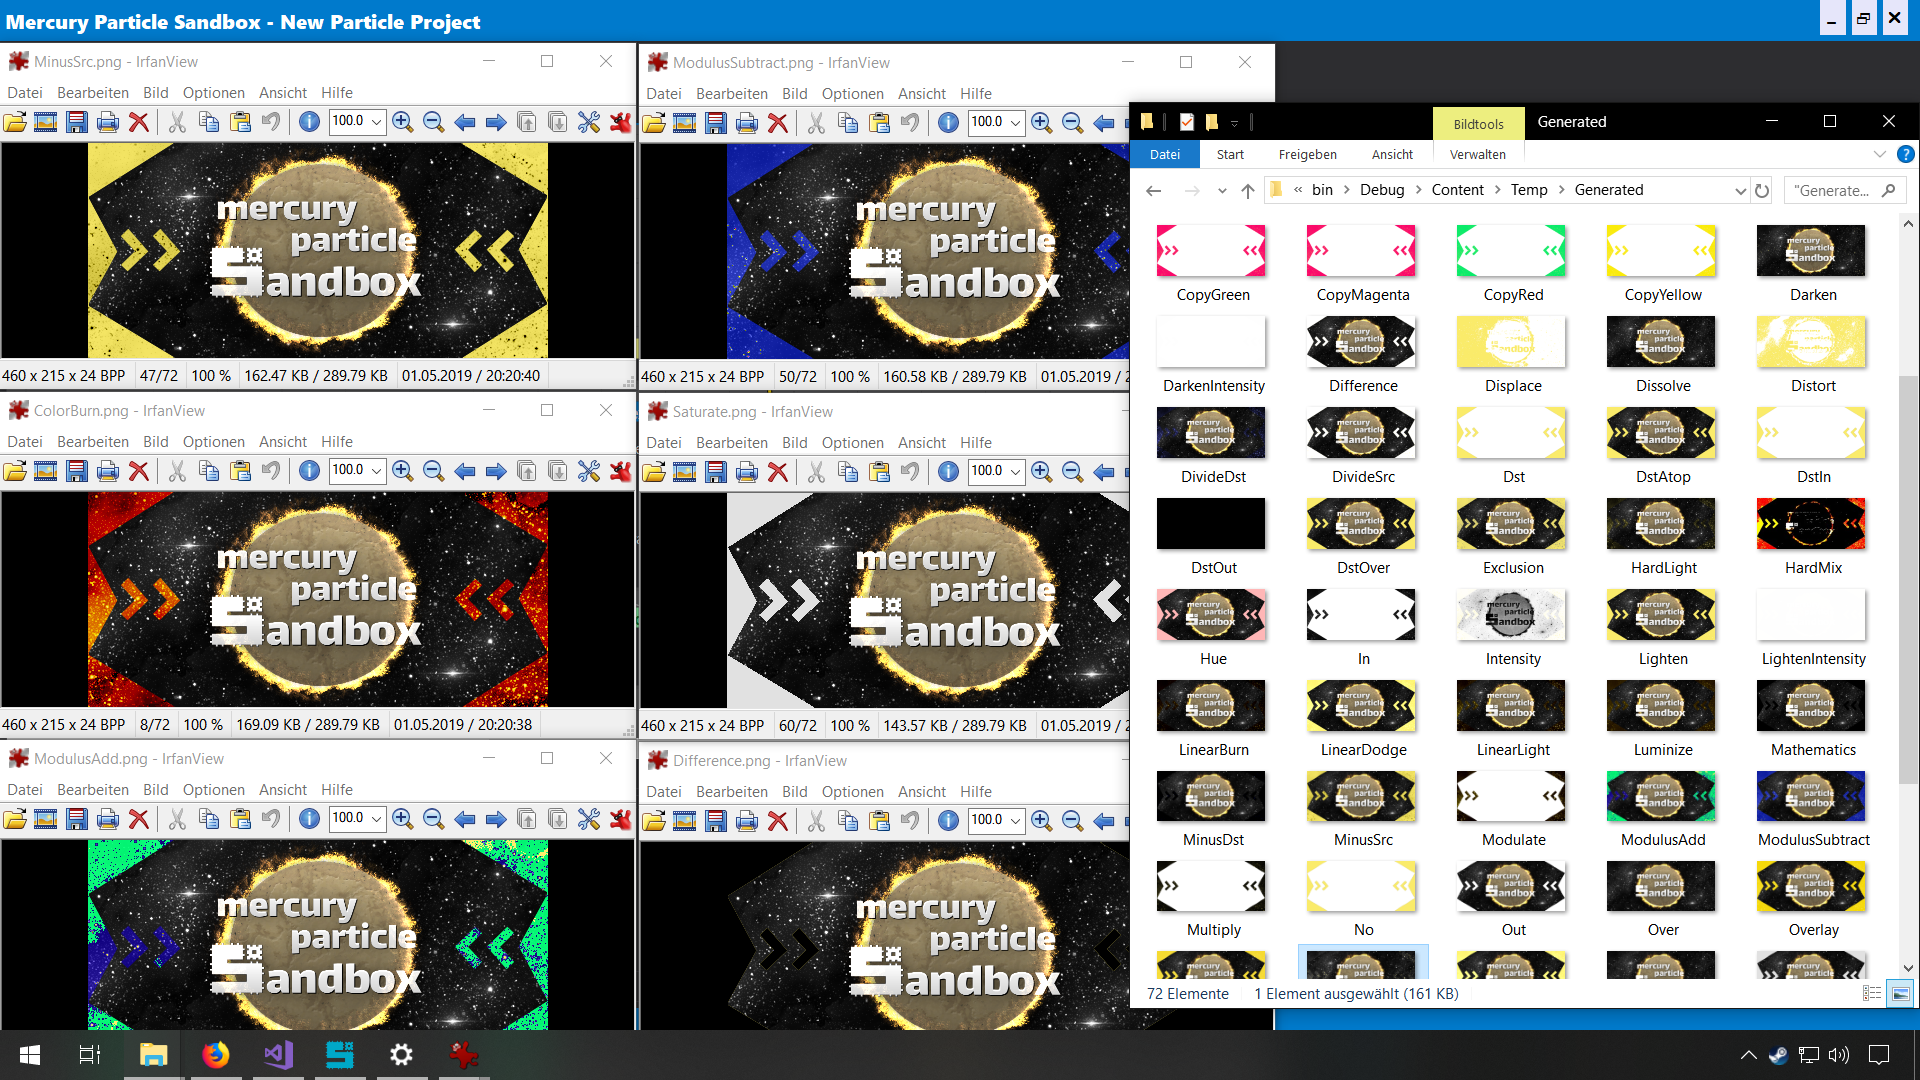 Mercury Particle Sandbox - New Particle Project
MinusSrc.png - IrfanView
Datei Bearbeiten Bild Optionen Ansicht Hilfe
100.0
mercury
particle
Sandbox
460 x 215 x 24 BPP 47/72 100 % 162.47 KB / 289.79 KB 01.05.2019 / 20:20:40
ModulusSubtract.png - IrfanView
Datei Bearbeiten Bild Optionen Ansicht Hilfe
100.0
mercury
particle
Sandbox
460 x 215 x 24 BPP 50/72 100 % 160.58 KB / 289.79 KB 01.05.2019 / 2
ColorBurn.png - IrfanView
Datei Bearbeiten Bild Optionen Ansicht Hilfe
100.0
mercury
particle
Sandbox
460 x 215 x 24 BPP 8/72 100 % 169.09 KB / 289.79 KB 01.05.2019 / 20:20:38
Saturate.png - IrfanView
Datei Bearbeiten Bild Optionen Ansicht Hilfe
100.0
mercury
particle
Sandbox
460 x 215 x 24 BPP 60/72 100 % 143.57 KB / 289.79 KB 01.05.2019 / 2
ModulusAdd.png - IrfanView
Datei Bearbeiten Bild Optionen Ansicht Hilfe
100.0
mercury
particle
Sandbox
Difference.png - IrfanView
Datei Bearbeiten Bild Optionen Ansicht Hilfe
100.0
mercury
particle
Sandbox
Bildtools Generated
Datei Start Freigeben Ansicht Verwalten
« bin > Debug > Content > Temp > Generated "Generate...
CopyGreen CopyMagenta CopyRed CopyYellow Darken
DarkenIntensity Difference Displace Dissolve Distort
DivideDst DivideSrc Dst DstAtop DstIn
DstOut DstOver Exclusion HardLight HardMix
Hue In Intensity Lighten LightenIntensity
LinearBurn LinearDodge LinearLight Luminize Mathematics
MinusDst MinusSrc Modulate ModulusAdd ModulusSubtract
Multiply No Out Over Overlay
72 Elemente 1 Element ausgewählt (161 KB)